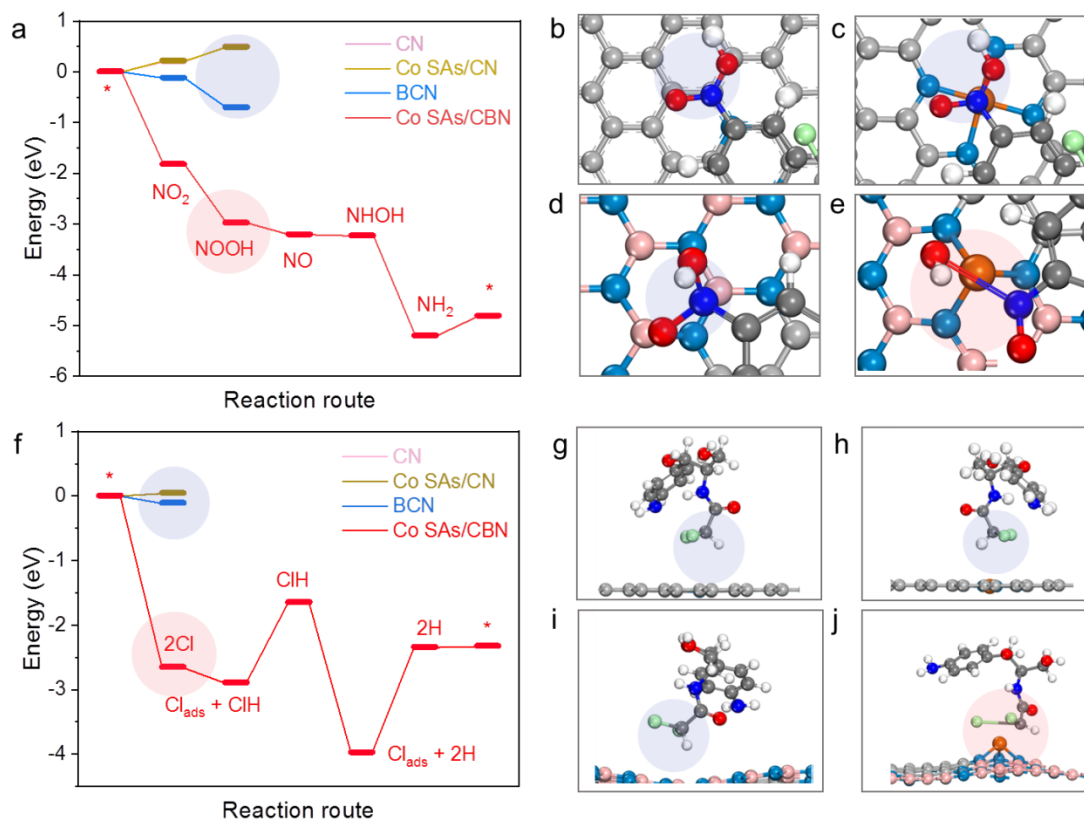 a
1
0
-1
-2
-3
-4
-5
-6
Energy (eV)
Reaction route
CN
Co SAs/CN
BCN
Co SAs/CBN
*
NO₂
NOOH
NO
NHOH
NH₂
*
b
c
d
e
f
1
0
-1
-2
-3
-4
Energy (eV)
Reaction route
CN
Co SAs/CN
BCN
Co SAs/CBN
*
2Cl
Cl_ads + ClH
ClH
Cl_ads + 2H
2H
*
g
h
i
j